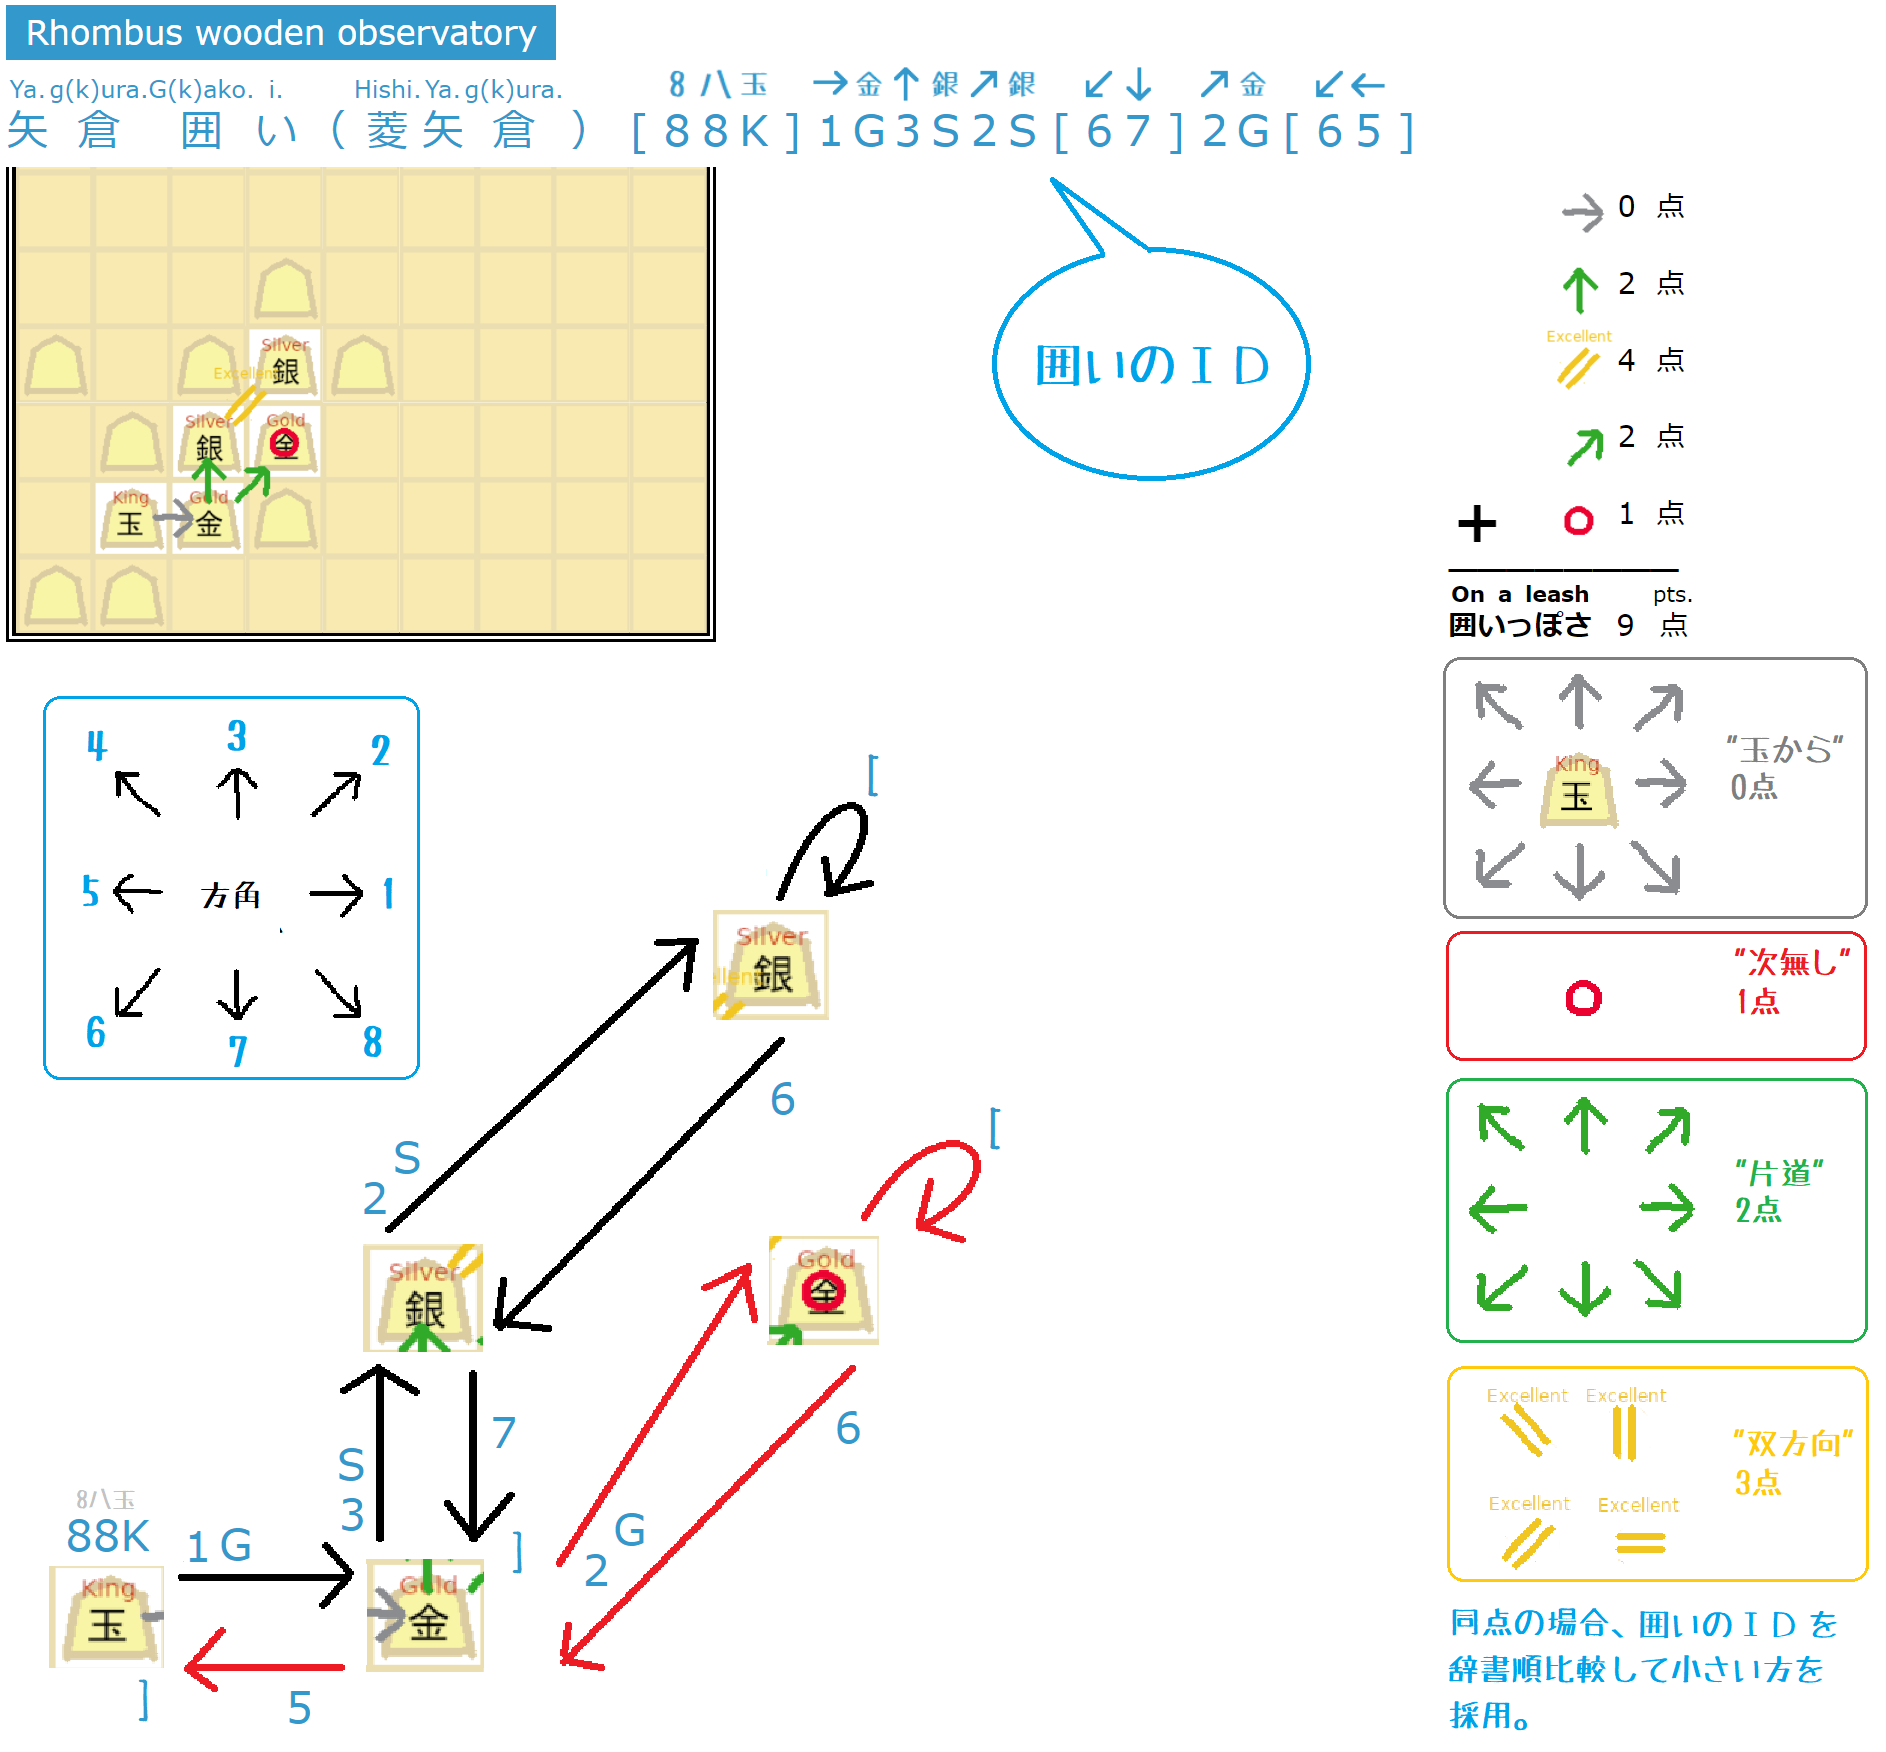 Rhombus wooden observatory
Ya.g(k)ura.G(k)ako. i. Hishi.Ya.g(k)ura.
8八玉 →金↑銀↗銀 ↙↓ ↗金 ↙←
矢倉 囲い(菱矢倉) [88K]1G3S2S[67]2G[65]
囲いのID
→ 0 点
↑ 2 点
Excellent
4 点
↗ 2 点
+ ○ 1 点
On a leash pts.
囲いっぽさ 9 点
Silver
銀
Excellent
Silver
銀
Gold
金
King
玉
Gold
金
4 3 2
5 方角 1
6 7 8
"玉から"
0点
King
玉
"次無し"
1点
"片道"
2点
Excellent Excellent
"双方向"
3点
Excellent Excellent
同点の場合、囲いのIDを
辞書順比較して小さい方を
採用。
[
Silver
銀
llent
6
[
2S
Silver
銀
Gold
金
7
6
S
3
2G
8八玉
88K
1G
]
King
玉
Gold
金
5
]